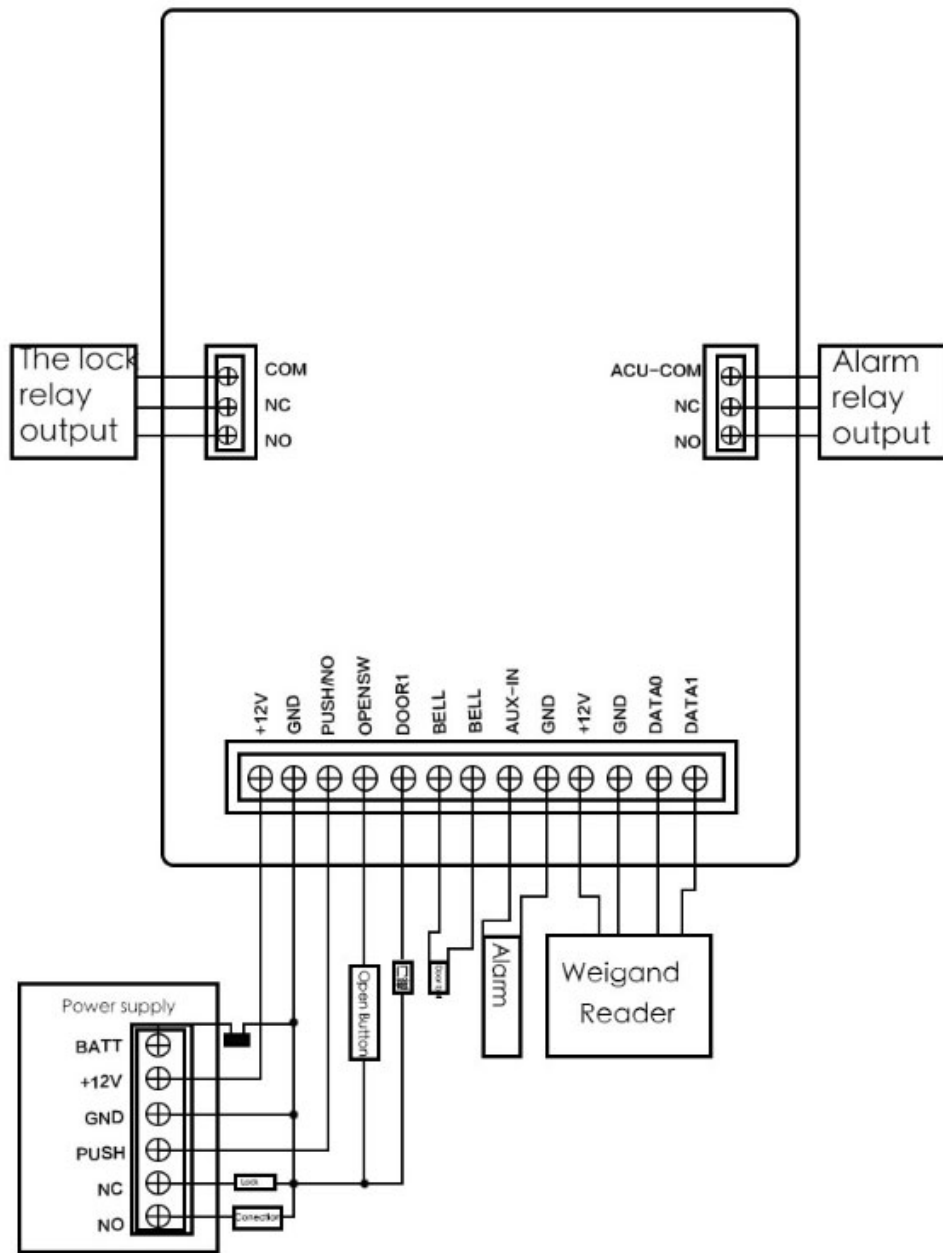 The lock
relay
output
COM
NC
NO
ACU-COM
NC
NO
Alarm
relay
output
+12V
GND
PUSH/NO
OPENSW
DOOR1
BELL
BELL
AUX-IN
GND
+12V
GND
DATA0
DATA1
Open Button
Alarm
Weigand
Reader
Power supply
BATT
+12V
GND
PUSH
NC
NO
Lock
Conection